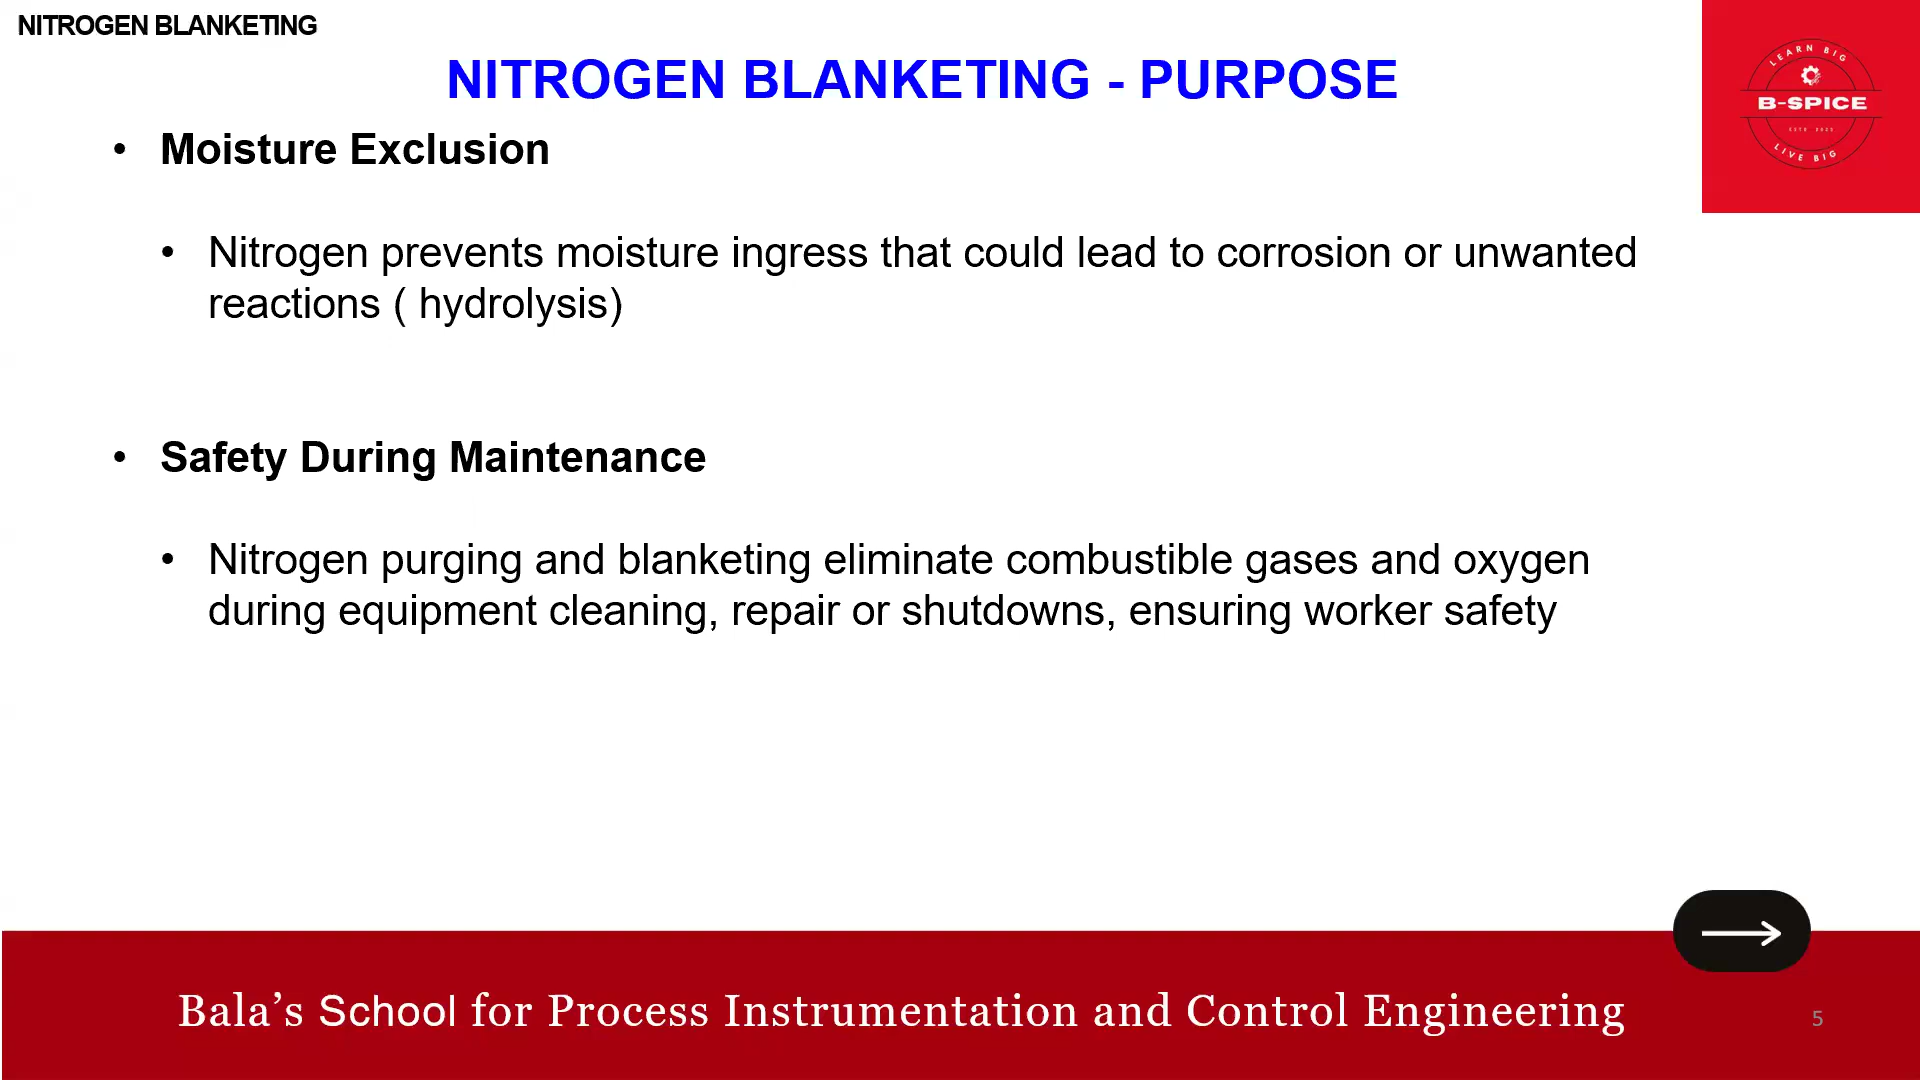 NITROGEN BLANKETING
NITROGEN BLANKETING - PURPOSE
LEARN BIG
B-SPICE
ESTD 2023
LIVE BIG
• Moisture Exclusion
• Nitrogen prevents moisture ingress that could lead to corrosion or unwanted
reactions ( hydrolysis)
• Safety During Maintenance
• Nitrogen purging and blanketing eliminate combustible gases and oxygen
during equipment cleaning, repair or shutdowns, ensuring worker safety
Bala’s School for Process Instrumentation and Control Engineering
5